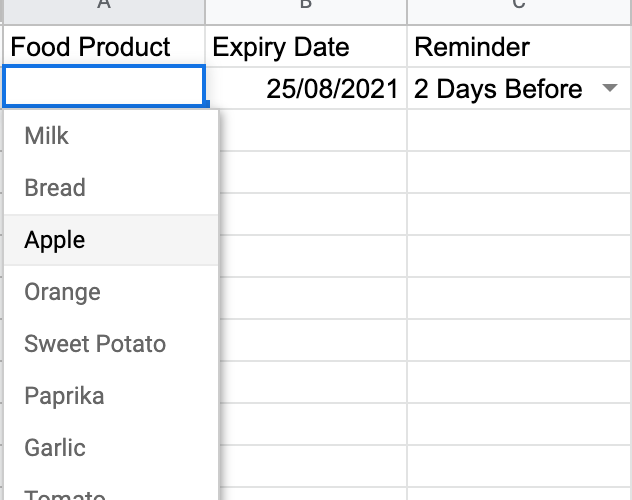 A B C
Food Product Expiry Date Reminder
25/08/2021 2 Days Before
Milk
Bread
Apple
Orange
Sweet Potato
Paprika
Garlic
Tomato